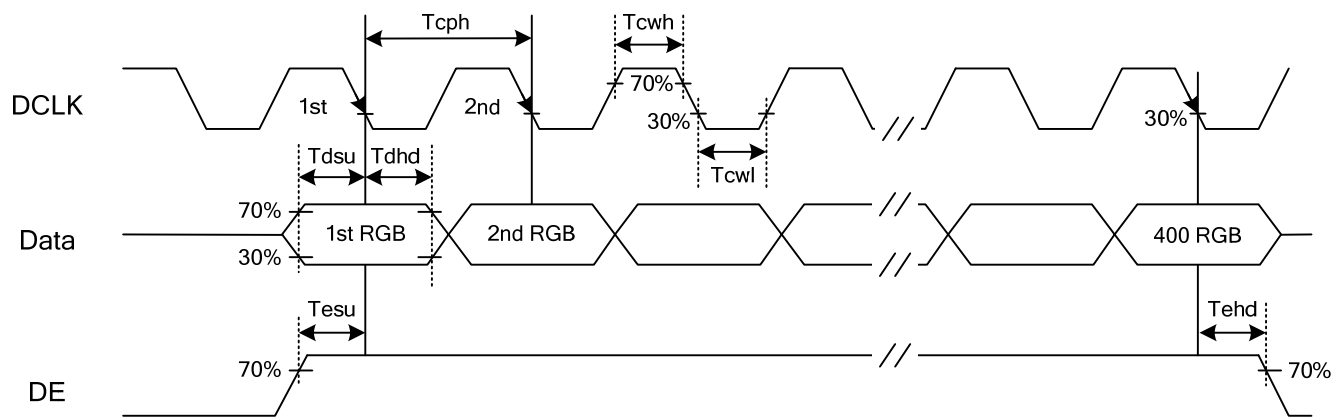 Tcph
Tcwh
DCLK
1st
2nd
70%
30%
30%
Tcwl
Tdsu
Tdhd
70%
Data
1st RGB
2nd RGB
400 RGB
30%
Tesu
Tehd
70%
70%
DE